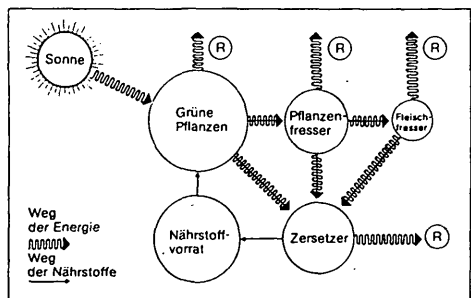 Sonne
R
R
R
Grüne
Pflanzen
Pflanzen-
fresser
Fleisch-
fresser
Weg
der Energie
Weg
der Nährstoffe
Nährstoff-
vorrat
Zersetzer
R